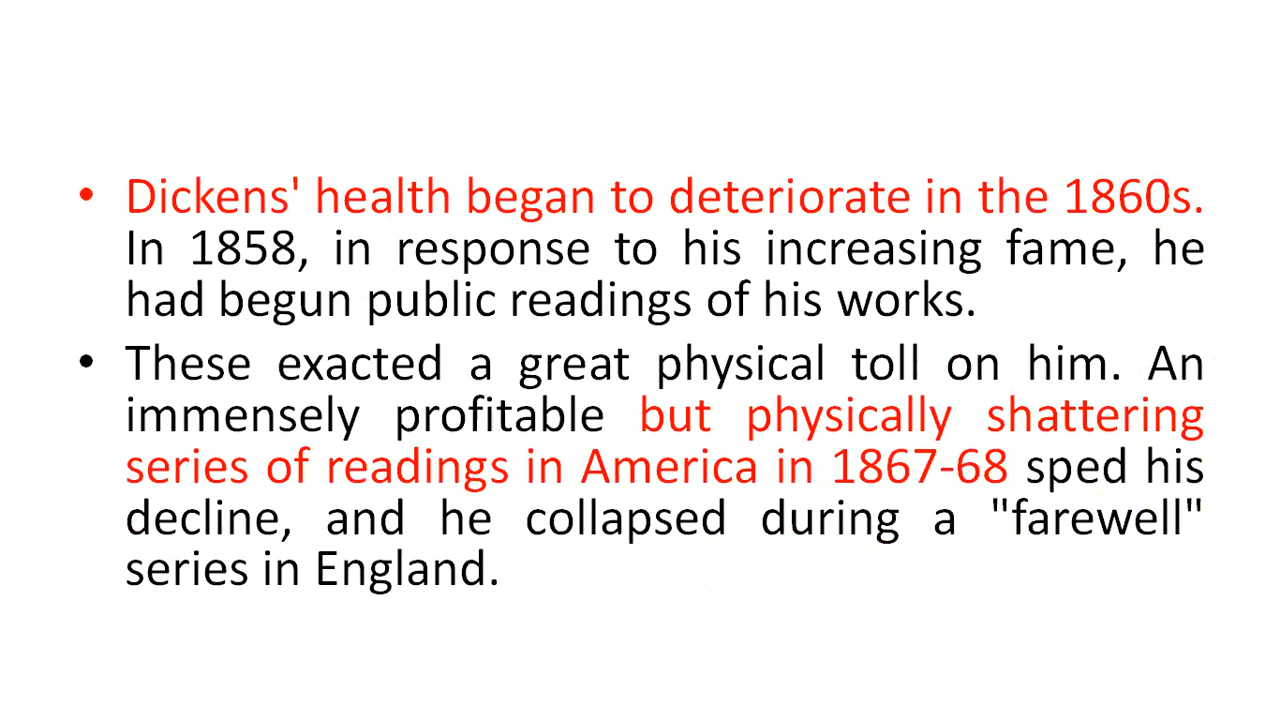 • Dickens' health began to deteriorate in the 1860s.
In 1858, in response to his increasing fame, he
had begun public readings of his works.
• These exacted a great physical toll on him. An
immensely profitable but physically shattering
series of readings in America in 1867-68 sped his
decline, and he collapsed during a "farewell"
series in England.